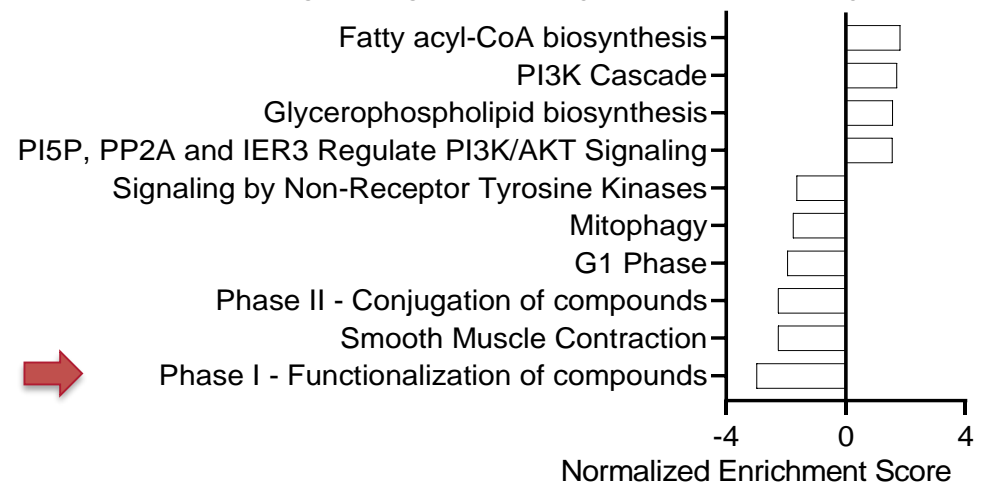 Fatty acyl-CoA biosynthesis
PI3K Cascade
Glycerophospholipid biosynthesis
PI5P, PP2A and IER3 Regulate PI3K/AKT Signaling
Signaling by Non-Receptor Tyrosine Kinases
Mitophagy
G1 Phase
Phase II - Conjugation of compounds
Smooth Muscle Contraction
Phase I - Functionalization of compounds
-4 0 4
Normalized Enrichment Score